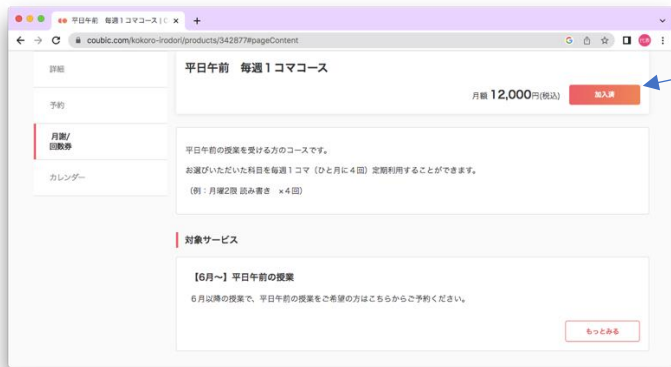 平日午前 毎週1コマコース | C
coubic.com/kokoro-irodori/products/342877#pageContent
詳細
予約
月謝/
回数券
カレンダー
平日午前 毎週1コマコース
月額 12,000円(税込)
加入済
平日午前の授業を受ける方のコースです。
お選びいただいた科目を毎週1コマ（ひと月に4回）定期利用することができます。
（例：月曜2限 読み書き ×4回）
対象サービス
【6月〜】平日午前の授業
6月以降の授業で、平日午前の授業をご希望の方はこちらからご予約ください。
もっとみる